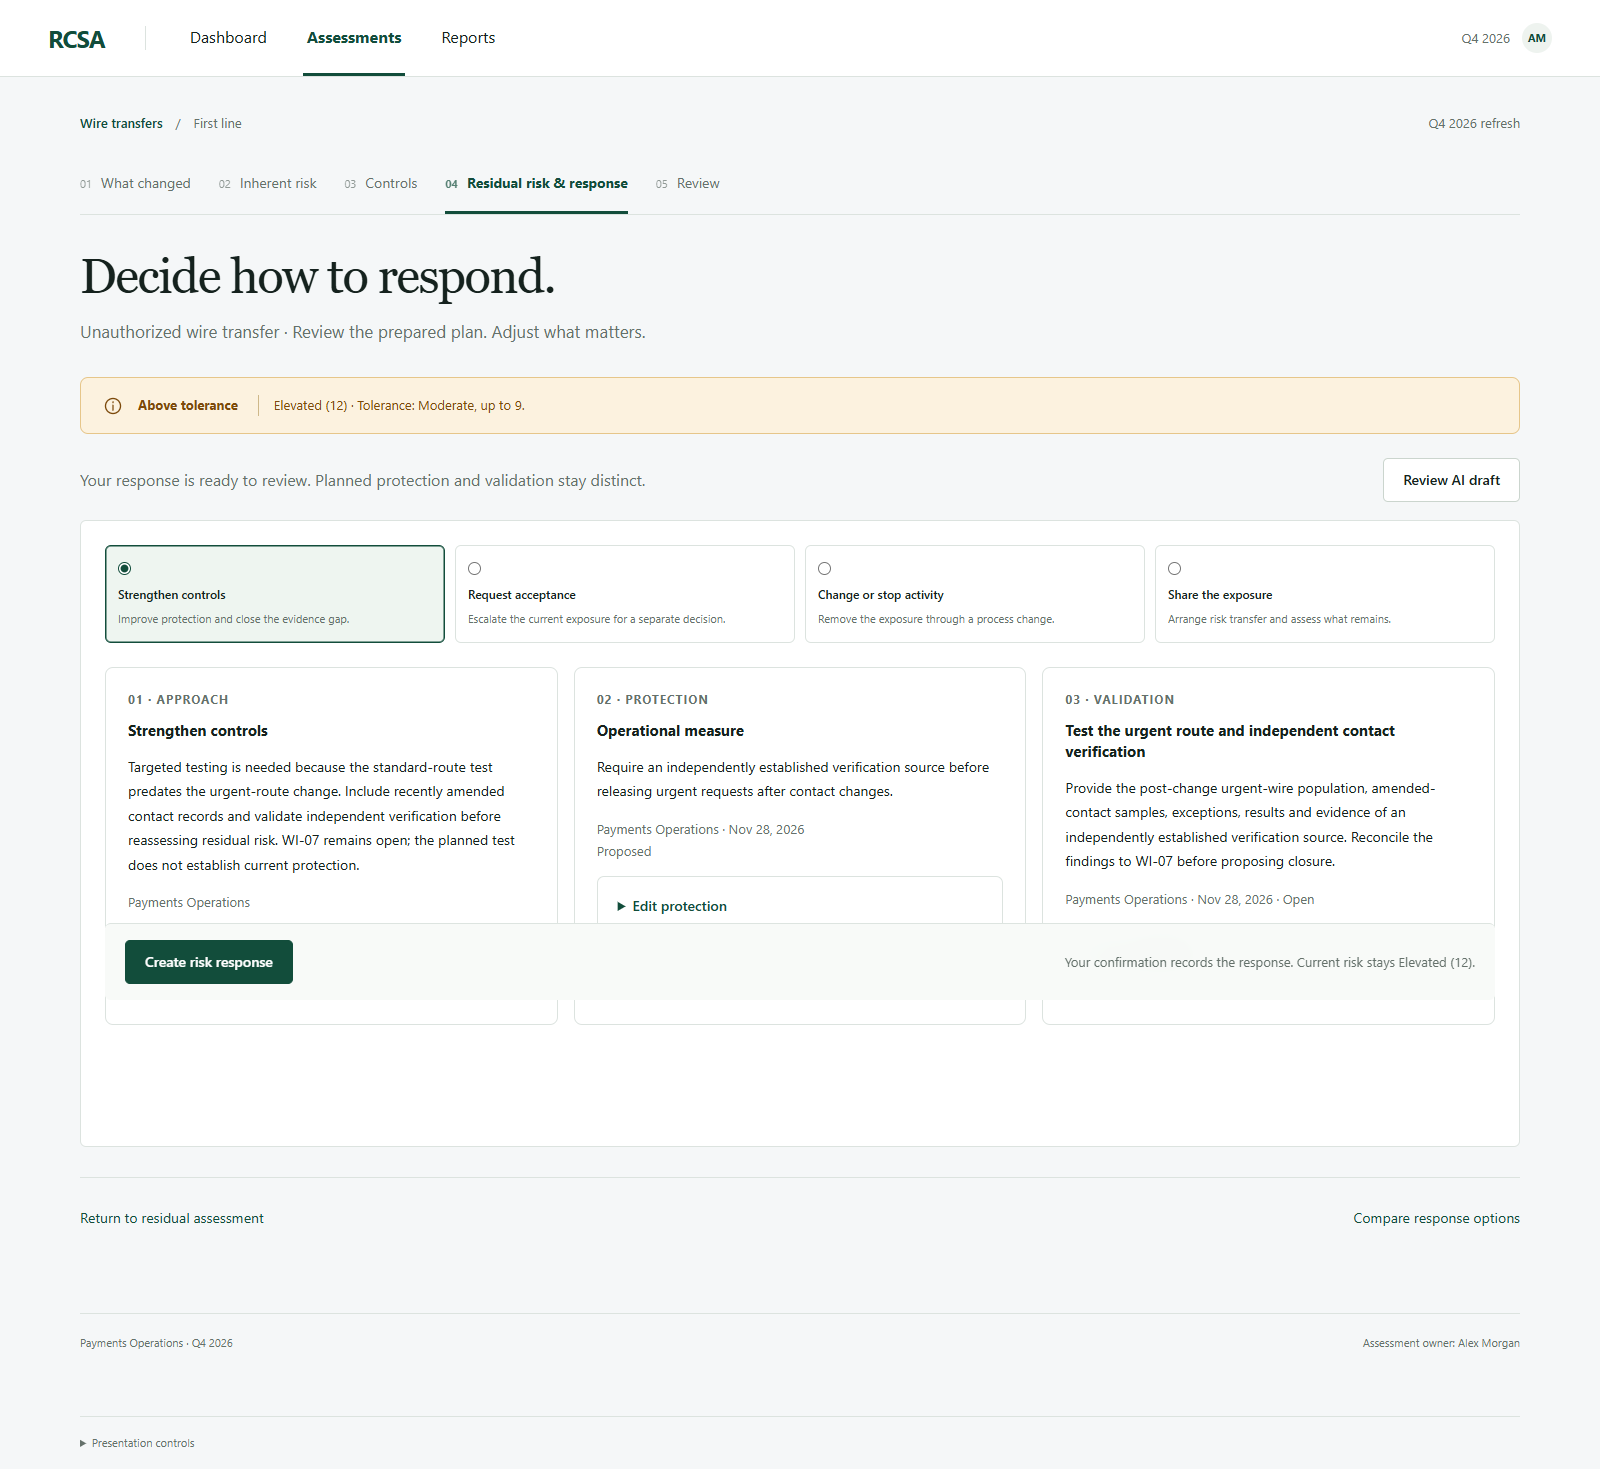 RCSA
Dashboard
Assessments
Reports
Q4 2026
AM
Wire transfers / First line
Q4 2026 refresh
01 What changed
02 Inherent risk
03 Controls
04 Residual risk & response
05 Review
Decide how to respond.
Unauthorized wire transfer · Review the prepared plan. Adjust what matters.
Above tolerance
Elevated (12) · Tolerance: Moderate, up to 9.
Your response is ready to review. Planned protection and validation stay distinct.
Review AI draft
Strengthen controls
Improve protection and close the evidence gap.
Request acceptance
Escalate the current exposure for a separate decision.
Change or stop activity
Remove the exposure through a process change.
Share the exposure
Arrange risk transfer and assess what remains.
01 · APPROACH
Strengthen controls
Targeted testing is needed because the standard-route test
predates the urgent-route change. Include recently amended
contact records and validate independent verification before
reassessing residual risk. WI-07 remains open; the planned test
does not establish current protection.
Payments Operations
02 · PROTECTION
Operational measure
Require an independently established verification source before
releasing urgent requests after contact changes.
Payments Operations · Nov 28, 2026
Proposed
Edit protection
03 · VALIDATION
Test the urgent route and independent contact
verification
Provide the post-change urgent-wire population, amended-
contact samples, exceptions, results and evidence of an
independently established verification source. Reconcile the
findings to WI-07 before proposing closure.
Payments Operations · Nov 28, 2026 · Open
Create risk response
Your confirmation records the response. Current risk stays Elevated (12).
Return to residual assessment
Compare response options
Payments Operations · Q4 2026
Assessment owner: Alex Morgan
Presentation controls